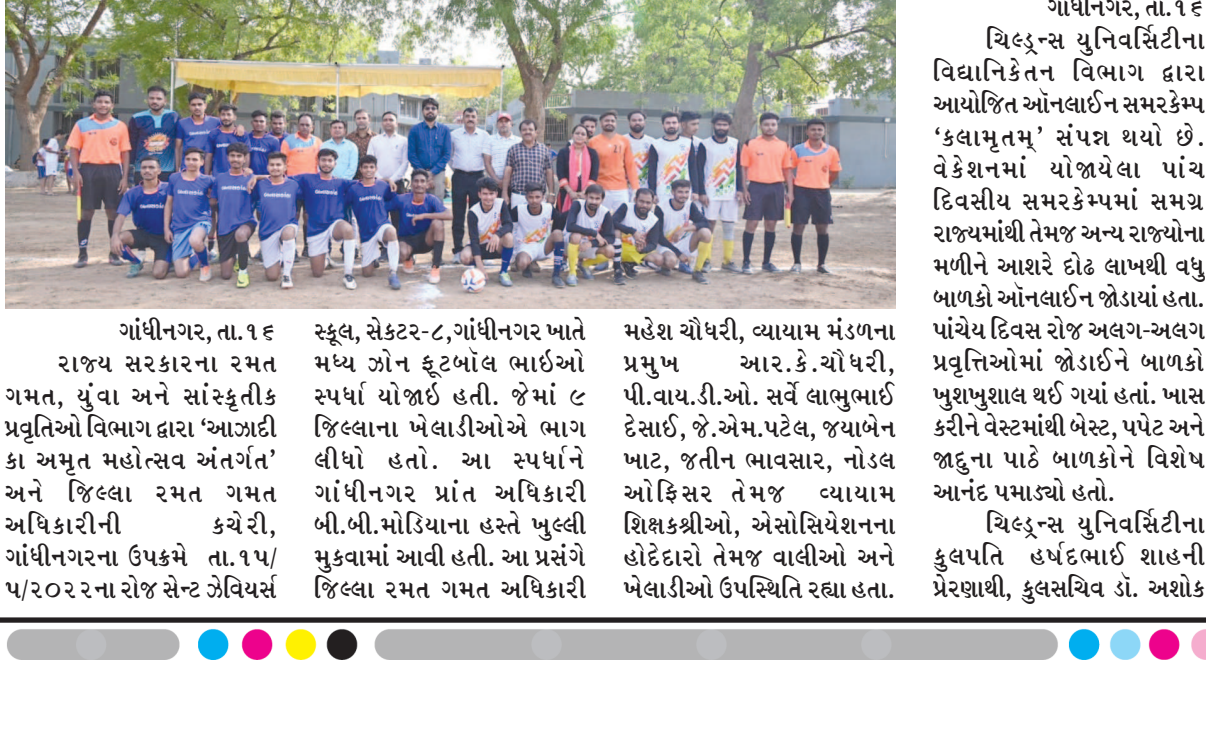 ગાંધીનગર, તા.૧૬
રાજ્ય સરકારના રમત
ગમત, યુંવા અને સાંસ્કૃતીક
પ્રવૃતિઓ વિભાગ દ્વારા ‘આઝાદી
કા અમૃત મહોત્સવ અંતર્ગત’
અને જિલ્લા રમત ગમત
અધિકારીની કચેરી,
ગાંધીનગરના ઉપક્રમે તા.૧૫/
૫/૨૦૨૨ના રોજ સેન્ટ ઝેવિયર્સ
સ્કૂલ, સેકટર-૮,ગાંધીનગર ખાતે
મધ્ય ઝોન ફૂટબૉલ ભાઇઓ
સ્પર્ધા યોજાઇ હતી. જેમાં ૯
જિલ્લાના ખેલાડીઓએ ભાગ
લીધો હતો. આ સ્પર્ધાને
ગાંધીનગર પ્રાંત અધિકારી
બી.બી.મોડિયાના હસ્તે ખુલ્લી
મુકવામાં આવી હતી. આ પ્રસંગે
જિલ્લા રમત ગમત અધિકારી
મહેશ ચૌધરી, વ્યાયામ મંડળના
પ્રમુખ આર.કે.ચૌધરી,
પી.વાય.ડી.ઓ. સર્વે લાભુભાઈ
દેસાઈ, જે.એમ.પટેલ, જયાબેન
ખાટ, જતીન ભાવસાર, નોડલ
ઓફિસર તેમજ વ્યાયામ
શિક્ષકશ્રીઓ, એસોસિયેશનના
હોદેદારો તેમજ વાલીઓ અને
ખેલાડીઓ ઉપસ્થિતિ રહ્યા હતા.
ગાંધીનગર, તા.૧૬
ચિલ્ડ્રન્સ યુનિવર્સિટીના
વિદ્યાનિકેતન વિભાગ દ્વારા
આયોજિત ઑનલાઈન સમરકેમ્પ
‘કલામૃતમ્’ સંપન્ન થયો છે.
વેકેશનમાં યોજાયેલા પાંચ
દિવસીય સમરકેમ્પમાં સમગ્ર
રાજ્યમાંથી તેમજ અન્ય રાજ્યોના
મળીને આશરે દોઢ લાખથી વધુ
બાળકો ઑનલાઈન જોડાયાં હતા.
પાંચેય દિવસ રોજ અલગ-અલગ
પ્રવૃત્તિઓમાં જોડાઈને બાળકો
ખુશખુશાલ થઈ ગયાં હતાં. ખાસ
કરીને વેસ્ટમાંથી બેસ્ટ, પપેટ અને
જાદુના પાઠે બાળકોને વિશેષ
આનંદ પમાડ્યો હતો.
ચિલ્ડ્રન્સ યુનિવર્સિટીના
કુલપતિ હર્ષદભાઈ શાહની
પ્રેરણાથી, કુલસચિવ ડૉ. અશોક